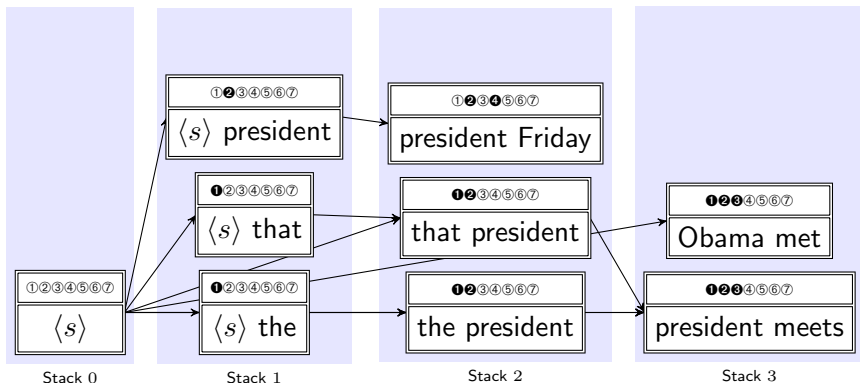 ①❷③④⑤⑥⑦
⟨s⟩ president
①❷③❹⑤⑥⑦
president Friday
❶②③④⑤⑥⑦
⟨s⟩ that
❶❷③④⑤⑥⑦
that president
❶❷❸④⑤⑥⑦
Obama met
①②③④⑤⑥⑦
⟨s⟩
❶②③④⑤⑥⑦
⟨s⟩ the
❶❷③④⑤⑥⑦
the president
❶❷❸④⑤⑥⑦
president meets
Stack 0
Stack 1
Stack 2
Stack 3